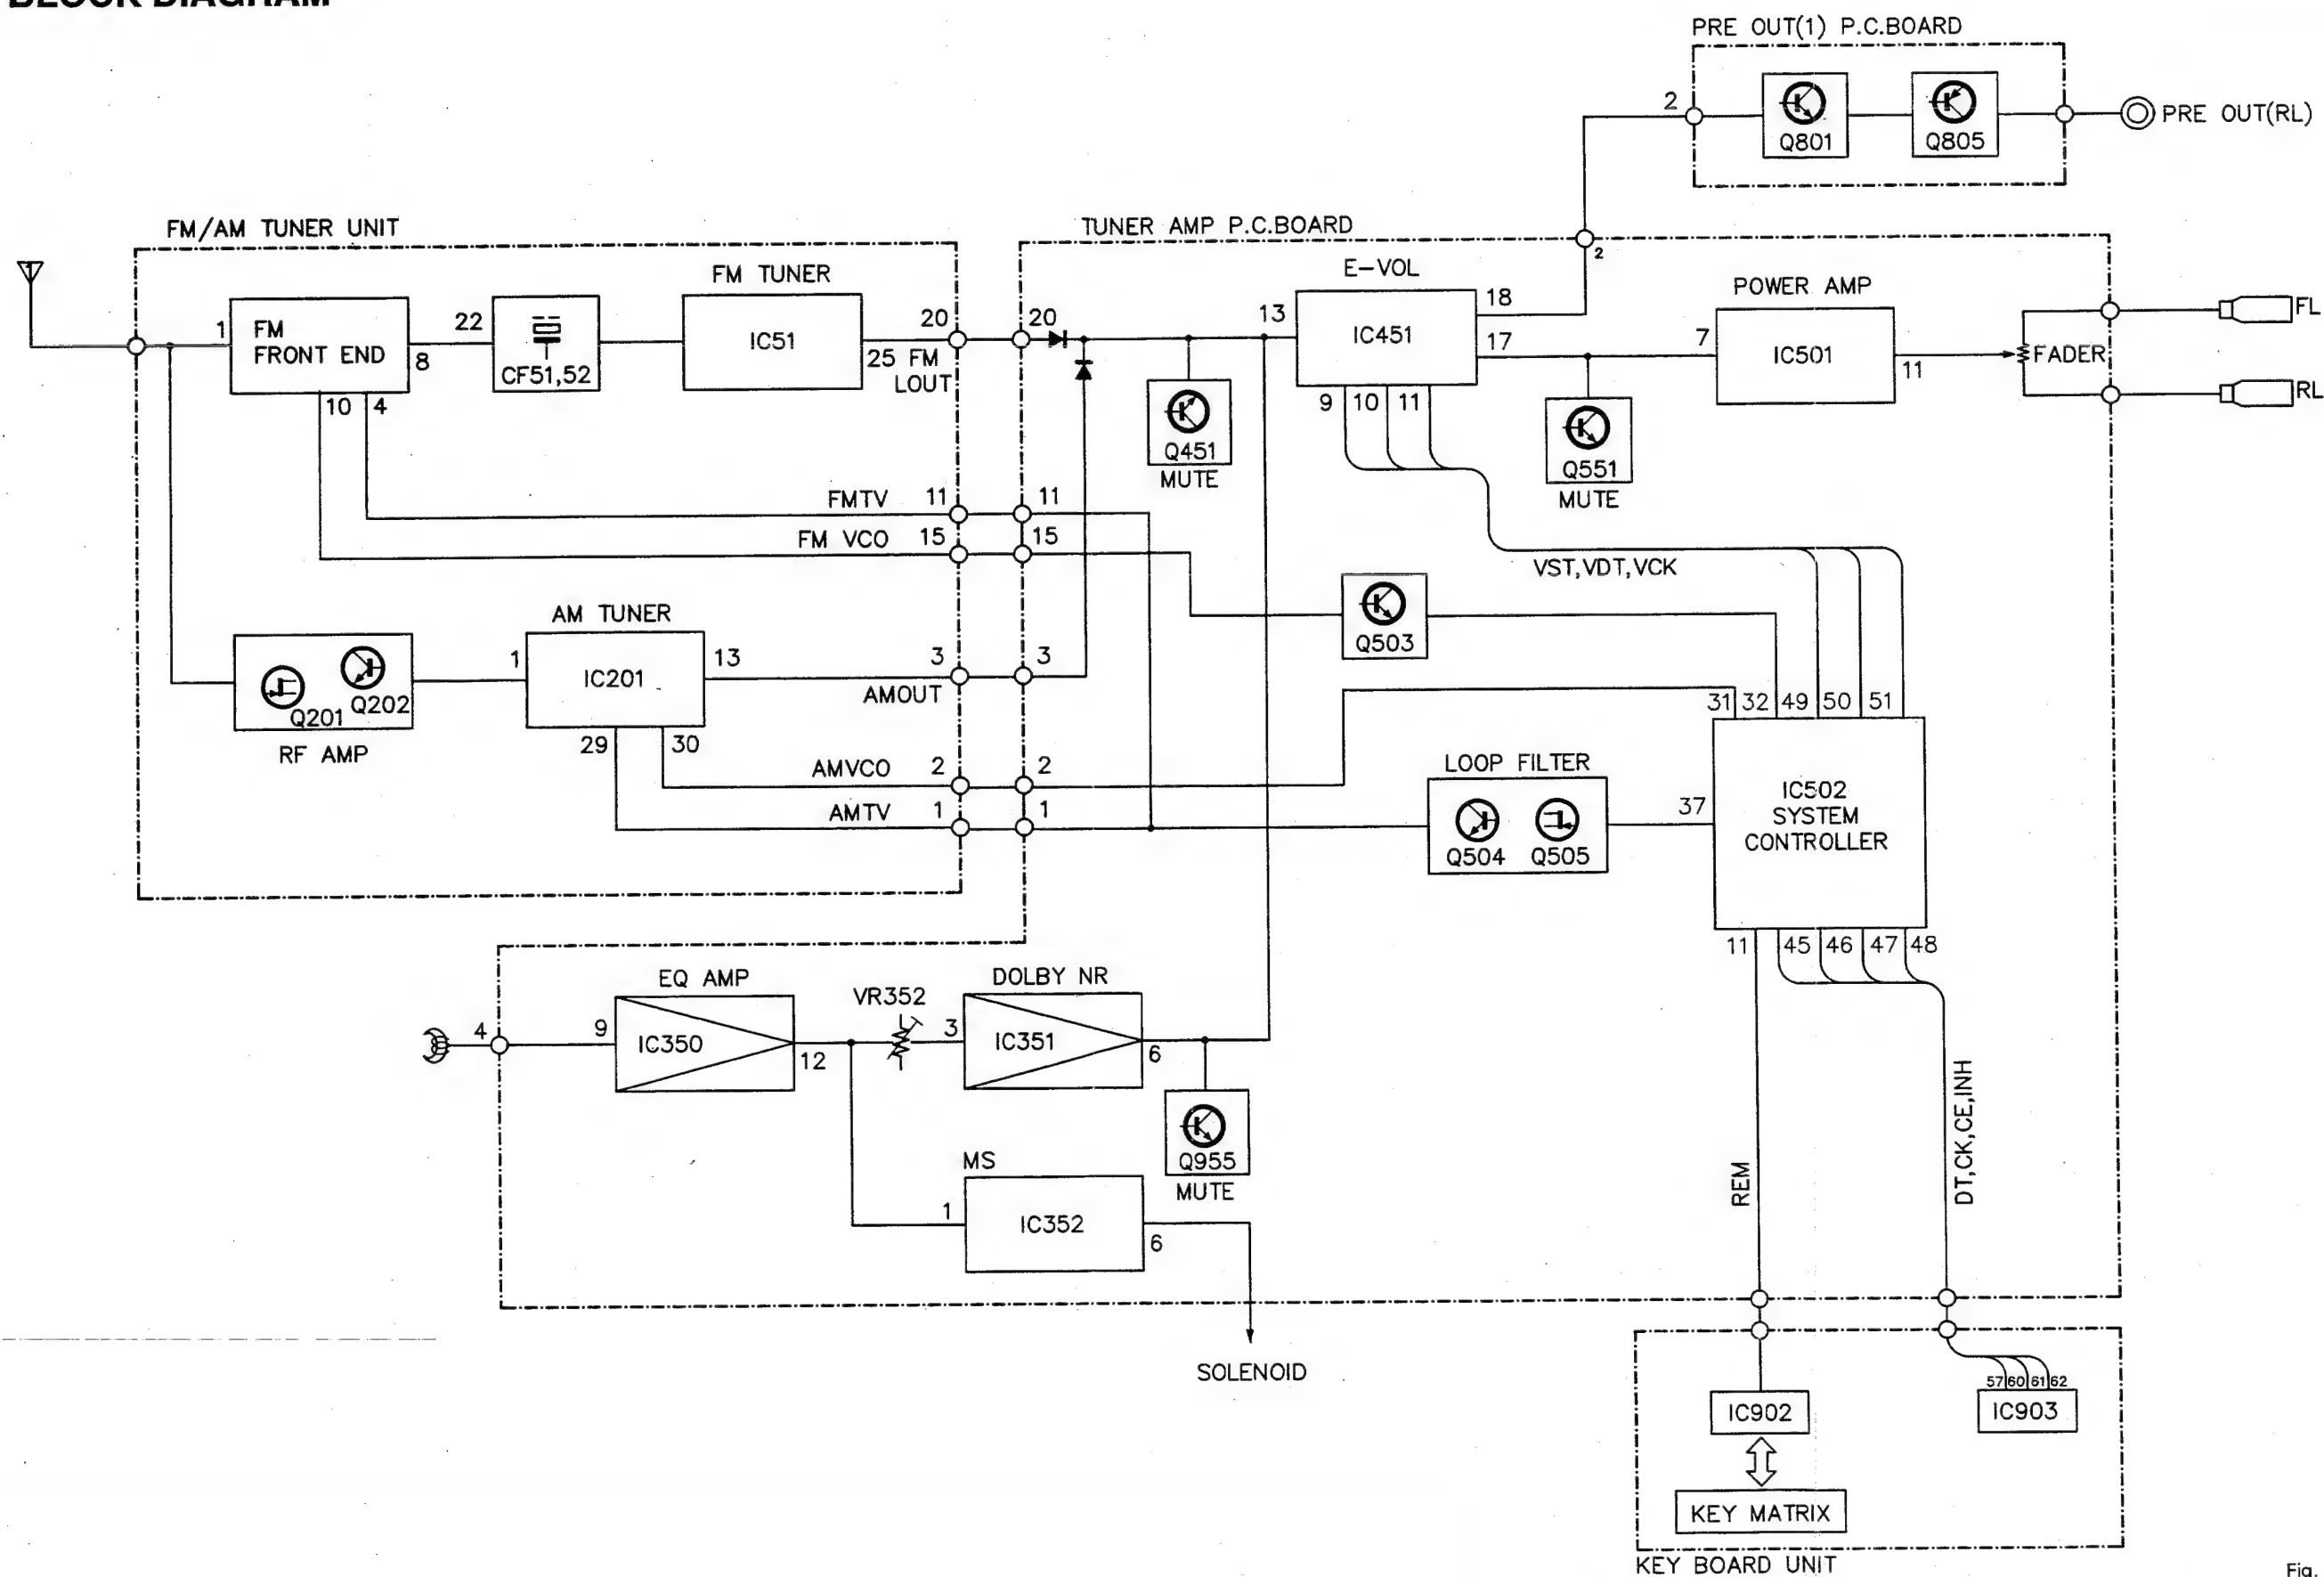 BLOCK DIAGRAM
PRE OUT(1) P.C.BOARD
2
Q801
Q805
PRE OUT(RL)
FM/AM TUNER UNIT
1
FM
FRONT END
8
10
4
22
CF51,52
FM TUNER
IC51
20
25 FM
LOUT
FMTV
11
FM VCO
15
AM TUNER
1
IC201
13
3
AMOUT
Q201
Q202
RF AMP
29
30
AMVCO
2
AMTV
1
TUNER AMP P.C.BOARD
2
20
Q451
MUTE
13
E-VOL
IC451
18
17
9
10
11
Q551
MUTE
7
POWER AMP
IC501
11
FADER
FL
RL
11
15
VST,VDT,VCK
Q503
3
2
1
LOOP FILTER
Q504
Q505
37
31
32
49
50
51
IC502
SYSTEM
CONTROLLER
11
45
46
47
48
4
9
EQ AMP
IC350
12
VR352
3
DOLBY NR
IC351
6
Q955
MUTE
MS
1
IC352
6
SOLENOID
REM
DT,CK,CE,INH
57
60
61
62
IC902
IC903
KEY MATRIX
KEY BOARD UNIT
Fig.